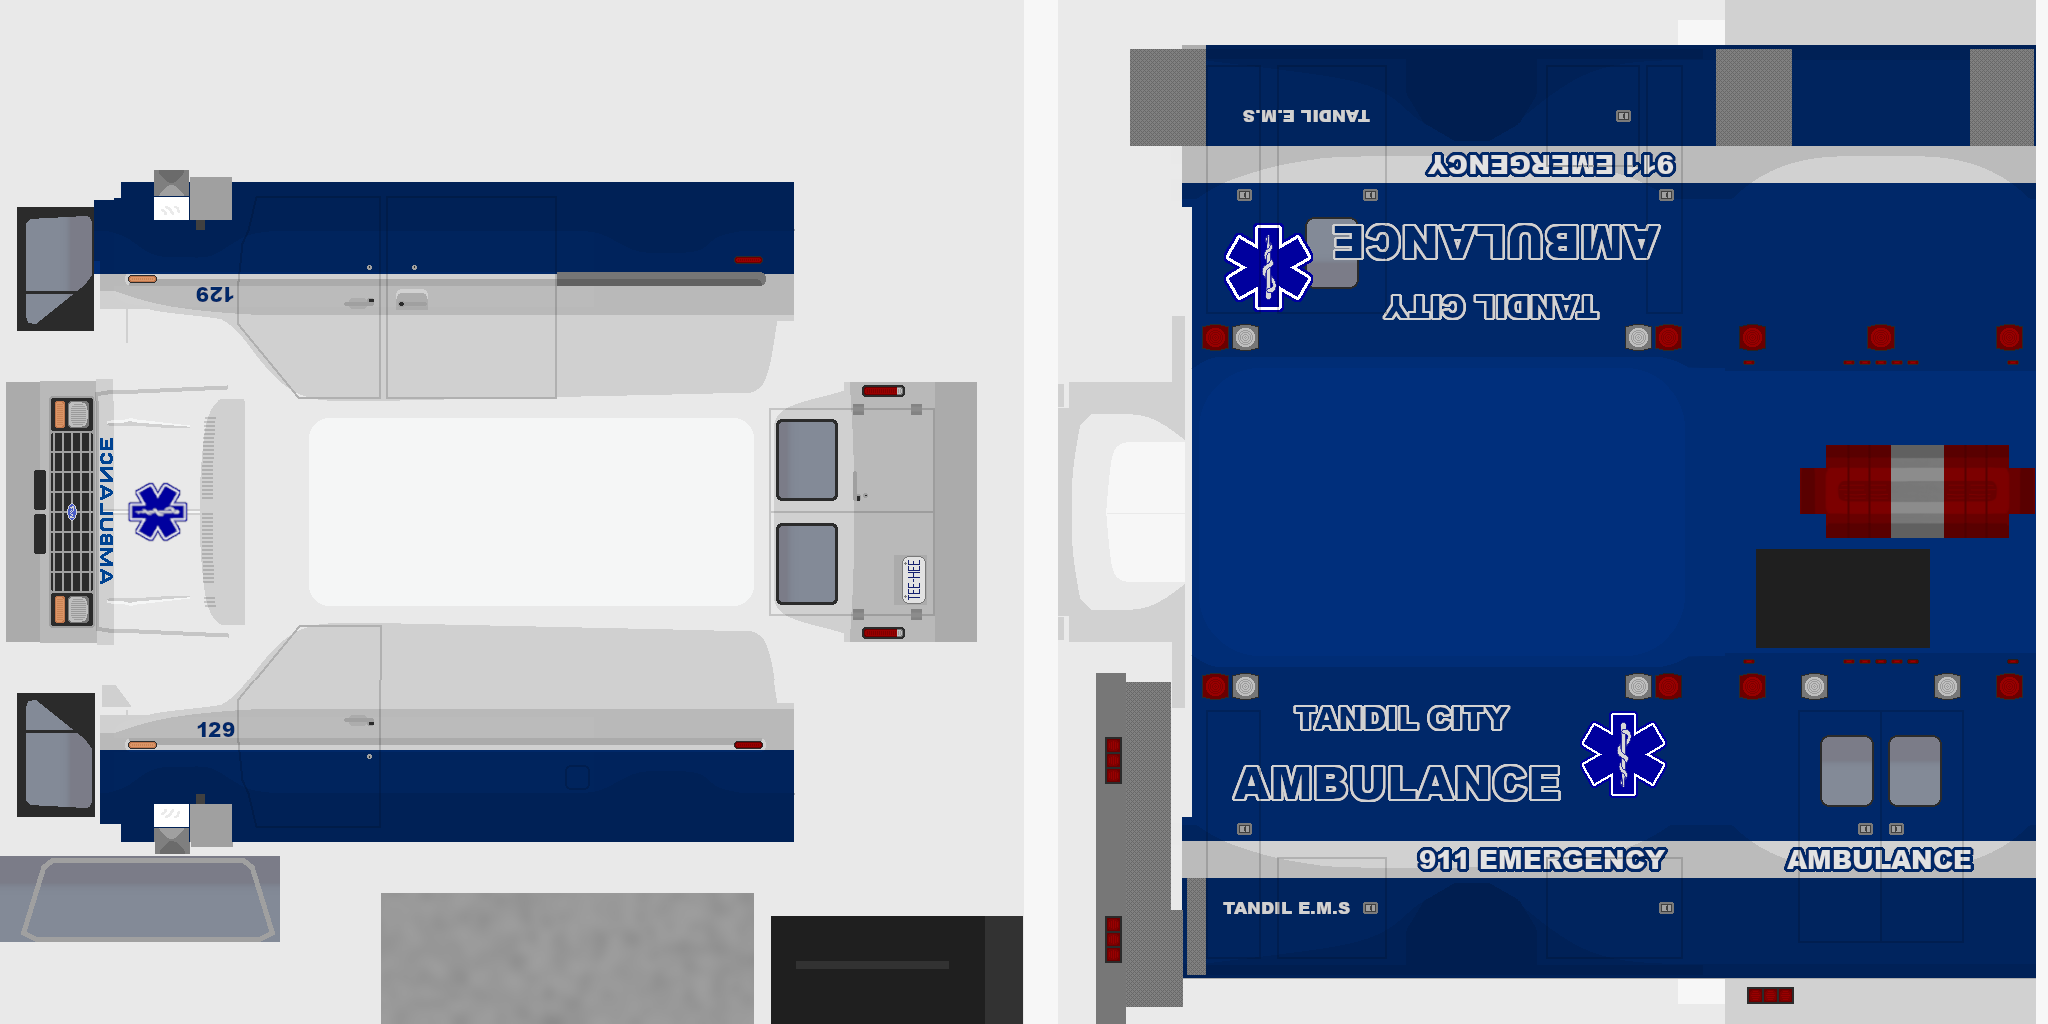 129
AMBULANCE
TEE-HEE
129
TANDIL E.M.S
911 EMERGENCY
AMBULANCE
TANDIL CITY
TANDIL CITY
AMBULANCE
911 EMERGENCY
AMBULANCE
TANDIL E.M.S